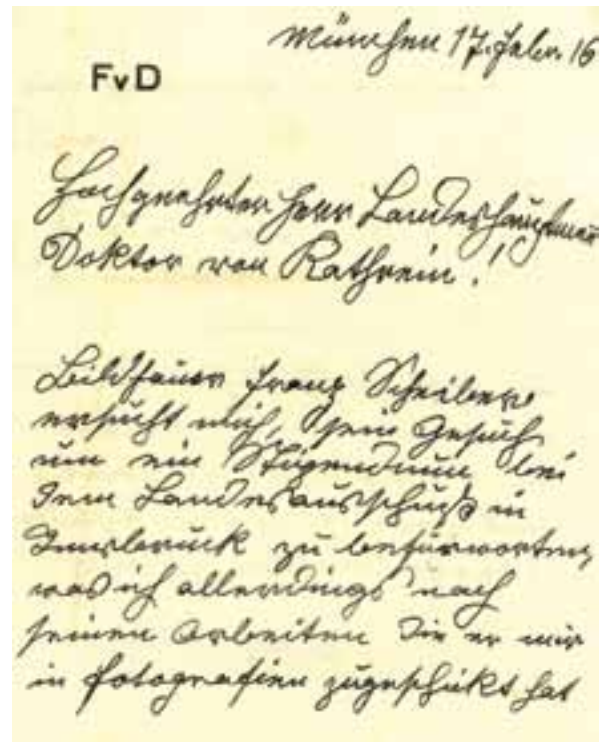 München 17. Febr. 16
FvD
Hochgeehrter Herr Landeshauptmann
Doktor von Kathrein!
Bildhauer Franz Scheiber
ersucht mich, sein Gesuch
um ein Stipendium bei
dem Landesausschuß in
Innsbruck zu befürworten,
was ich allerdings nach
seinen Arbeiten die er mir
in Fotografien zugeschickt hat